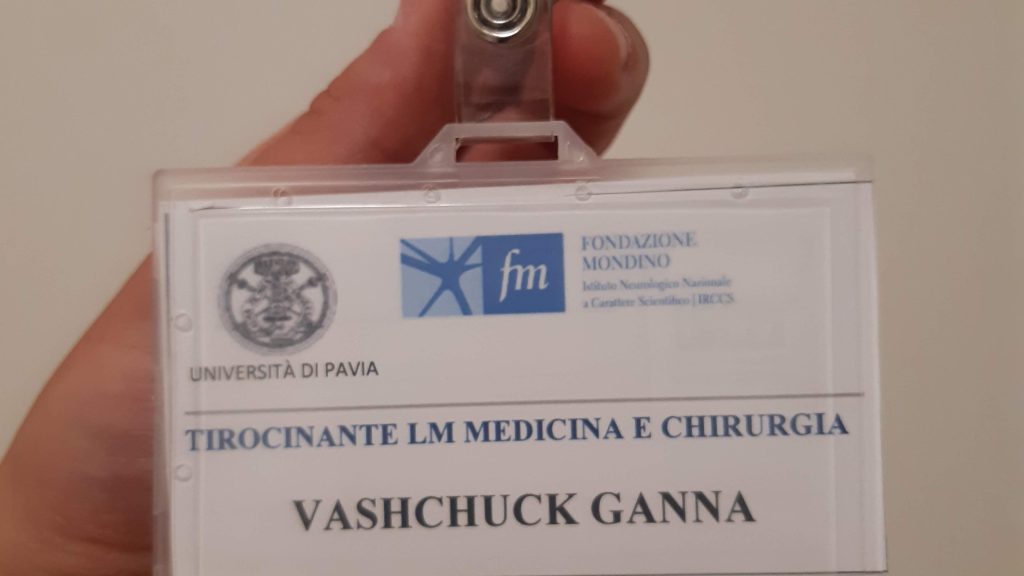 fm
FONDAZIONE
MONDINO
Istituto Neurologico Nazionale
a Carattere Scientifico | IRCCS
UNIVERSITÀ DI PAVIA
TIROCINANTE LM MEDICINA E CHIRURGIA
VASHCHUCK GANNA